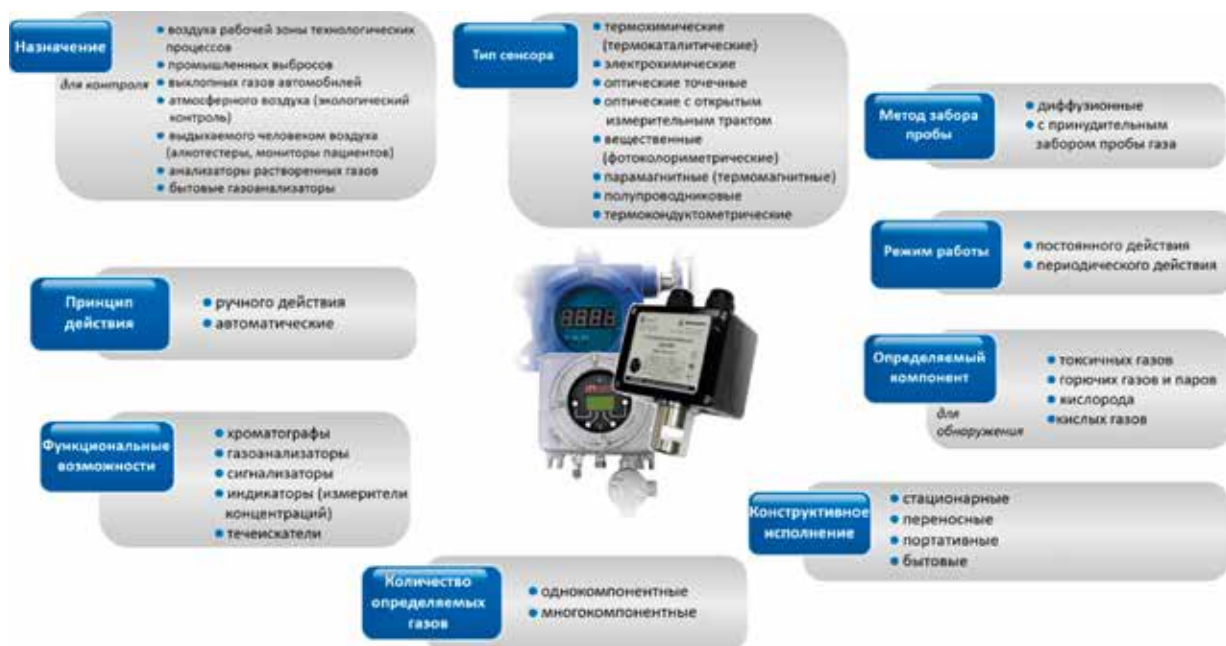 Назначение
для контроля
• воздуха рабочей зоны технологических
процессов
• промышленных выбросов
• выхлопных газов автомобилей
• атмосферного воздуха (экологический
контроль)
• выдыхаемого человеком воздуха
(алкотестеры, мониторы пациентов)
• анализаторы растворенных газов
• бытовые газоанализаторы
Тип сенсора
• термохимические
(термокаталитические)
• электрохимические
• оптические точечные
• оптические с открытым
измерительным трактом
• вещественные
(фотоколориметрические)
• парамагнитные (термомагнитные)
• полупроводниковые
• термокондуктометрические
Метод забора
пробы
• диффузионные
• с принудительным
забором пробы газа
Режим работы
• постоянного действия
• периодического действия
Принцип
действия
• ручного действия
• автоматические
Определяемый
компонент
для
обнаружения
• токсичных газов
• горючих газов и паров
• кислорода
• кислых газов
Функциональные
возможности
• хроматографы
• газоанализаторы
• сигнализаторы
• индикаторы (измерители
концентраций)
• течеискатели
Конструктивное
исполнение
• стационарные
• переносные
• портативные
• бытовые
Количество
определяемых
газов
• однокомпонентные
• многокомпонентные
8888